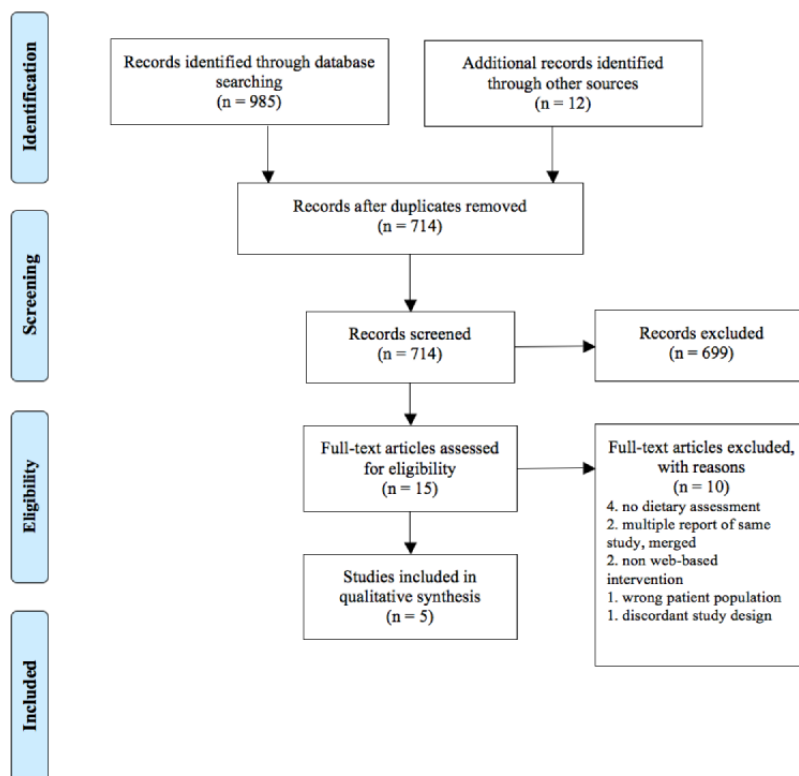 Identification
Records identified through database
searching
(n = 985)
Additional records identified
through other sources
(n = 12)
Records after duplicates removed
(n = 714)
Screening
Records screened
(n = 714)
Records excluded
(n = 699)
Eligibility
Full-text articles assessed
for eligibility
(n = 15)
Full-text articles excluded,
with reasons
(n = 10)
4. no dietary assessment
2. multiple report of same
study, merged
2. non web-based
intervention
1. wrong patient population
1. discordant study design
Studies included in
qualitative synthesis
(n = 5)
Included